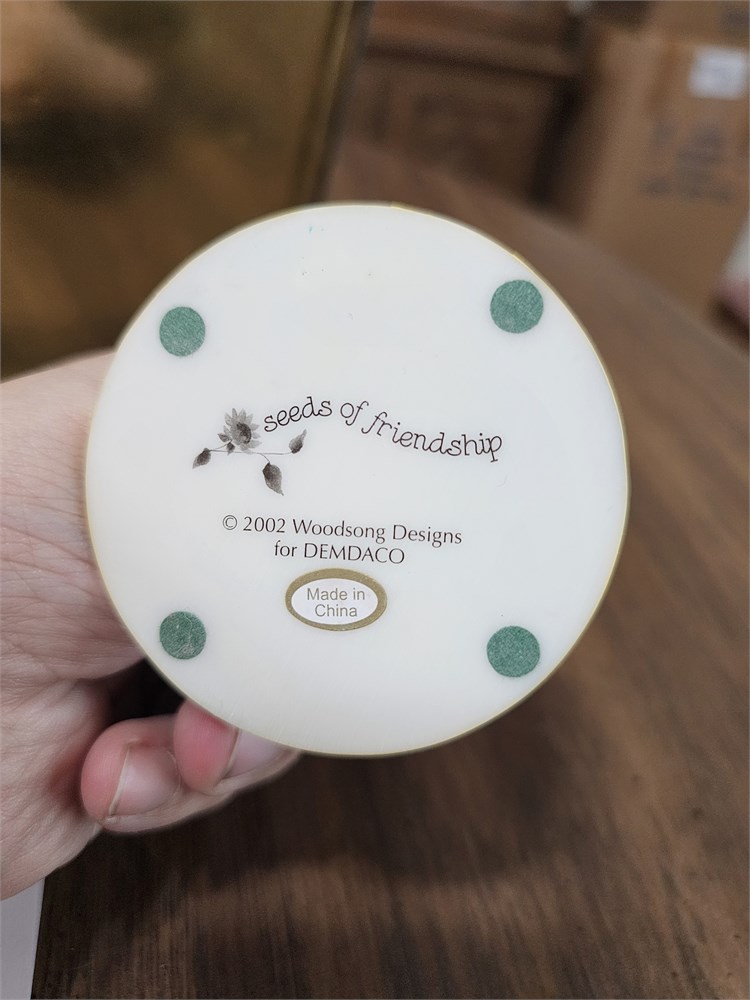 seeds of friendship
© 2002 Woodsong Designs
for DEMDACO
Made in
China